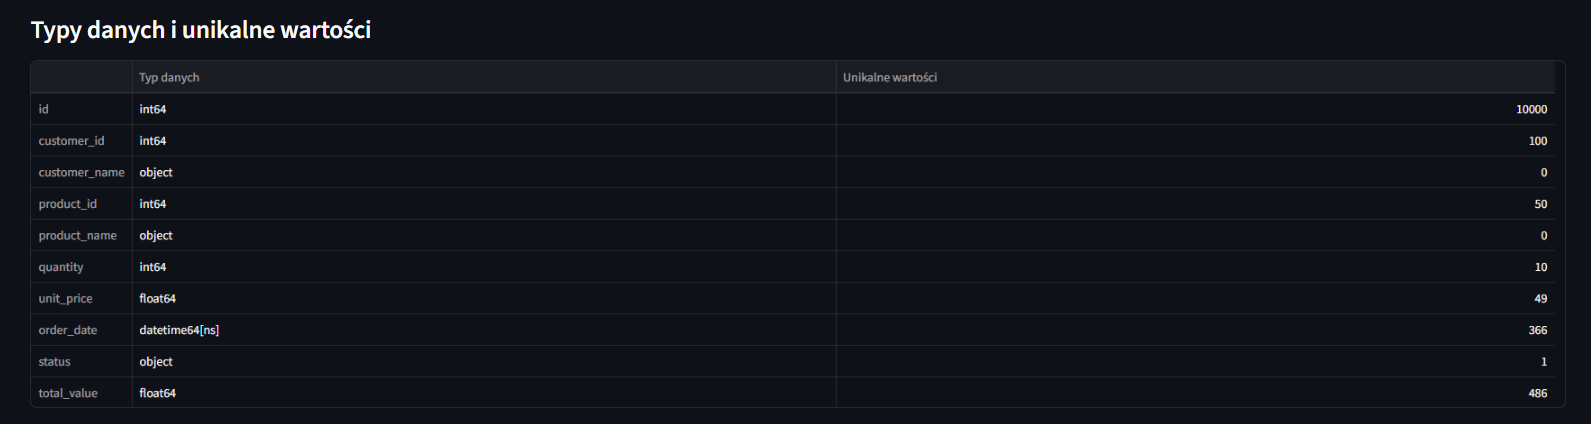 Typy danych i unikalne wartości
Typ danych Unikalne wartości
id int64 10000
customer_id int64 100
customer_name object 0
product_id int64 50
product_name object 0
quantity int64 10
unit_price float64 49
order_date datetime64[ns] 366
status object 1
total_value float64 486